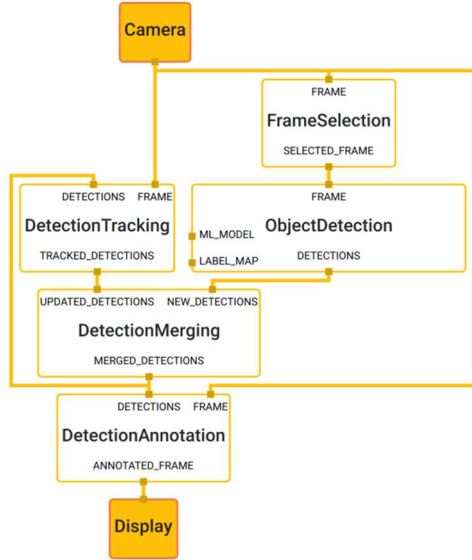 Camera
FRAME
FrameSelection
SELECTED_FRAME
DETECTIONS FRAME
DetectionTracking
TRACKED_DETECTIONS
FRAME
ObjectDetection
ML_MODEL
LABEL_MAP
DETECTIONS
UPDATED_DETECTIONS NEW_DETECTIONS
DetectionMerging
MERGED_DETECTIONS
DETECTIONS FRAME
DetectionAnnotation
ANNOTATED_FRAME
Display